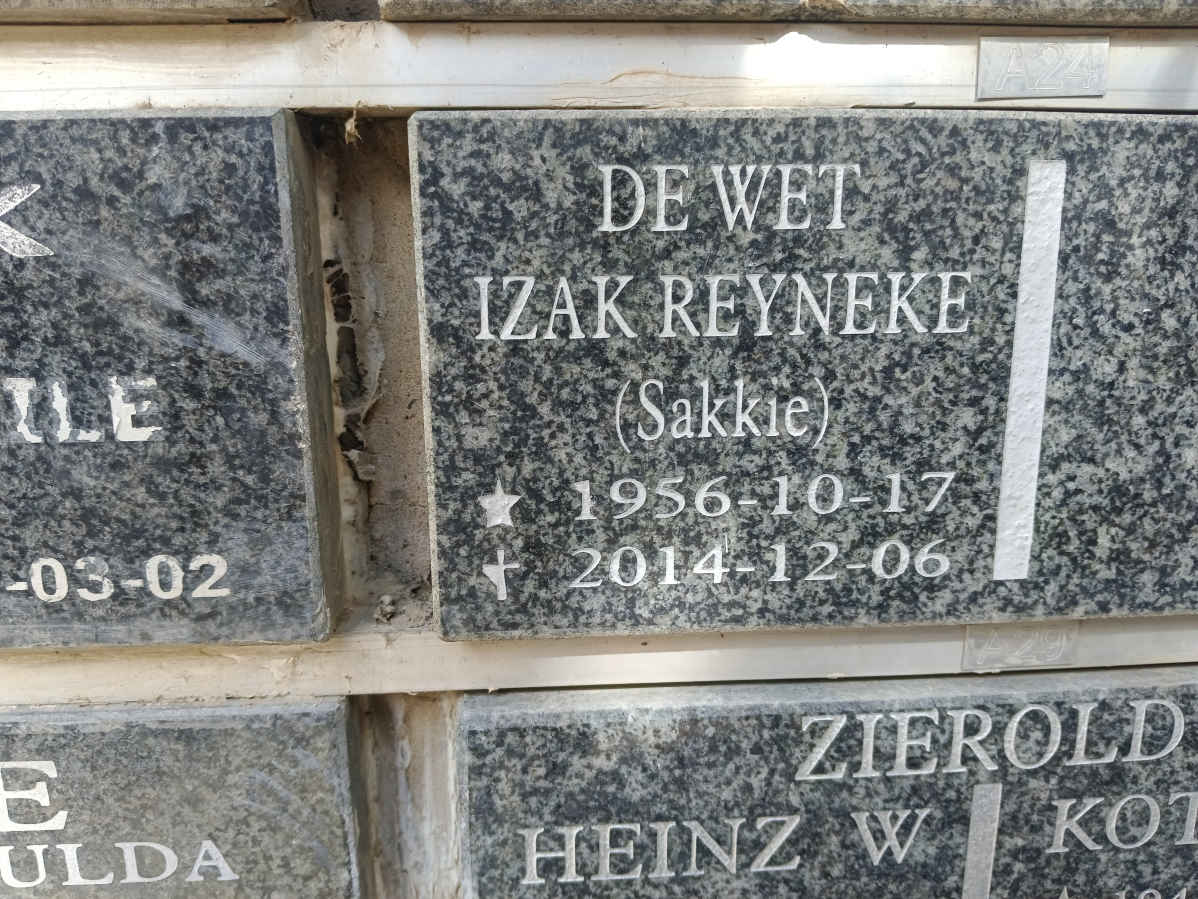 A24
DE WET
IZAK REYNEKE
(Sakkie)
1956-10-17
2014-12-06
-03-02
A29
ZIEROLD
HEINZ W